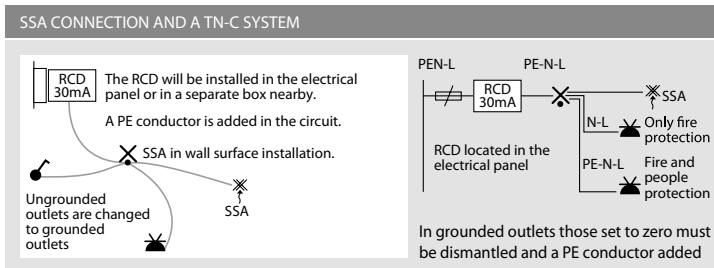 SSA CONNECTION AND A TN-C SYSTEM
RCD
30mA
The RCD will be installed in the electrical
panel or in a separate box nearby.
A PE conductor is added in the circuit.
SSA in wall surface installation.
SSA
Ungrounded
outlets are changed
to grounded
outlets
PEN-L
PE-N-L
RCD
30mA
SSA
N-L
Only fire
protection
RCD located in the
electrical panel
PE-N-L
Fire and
people
protection
In grounded outlets those set to zero must
be dismantled and a PE conductor added